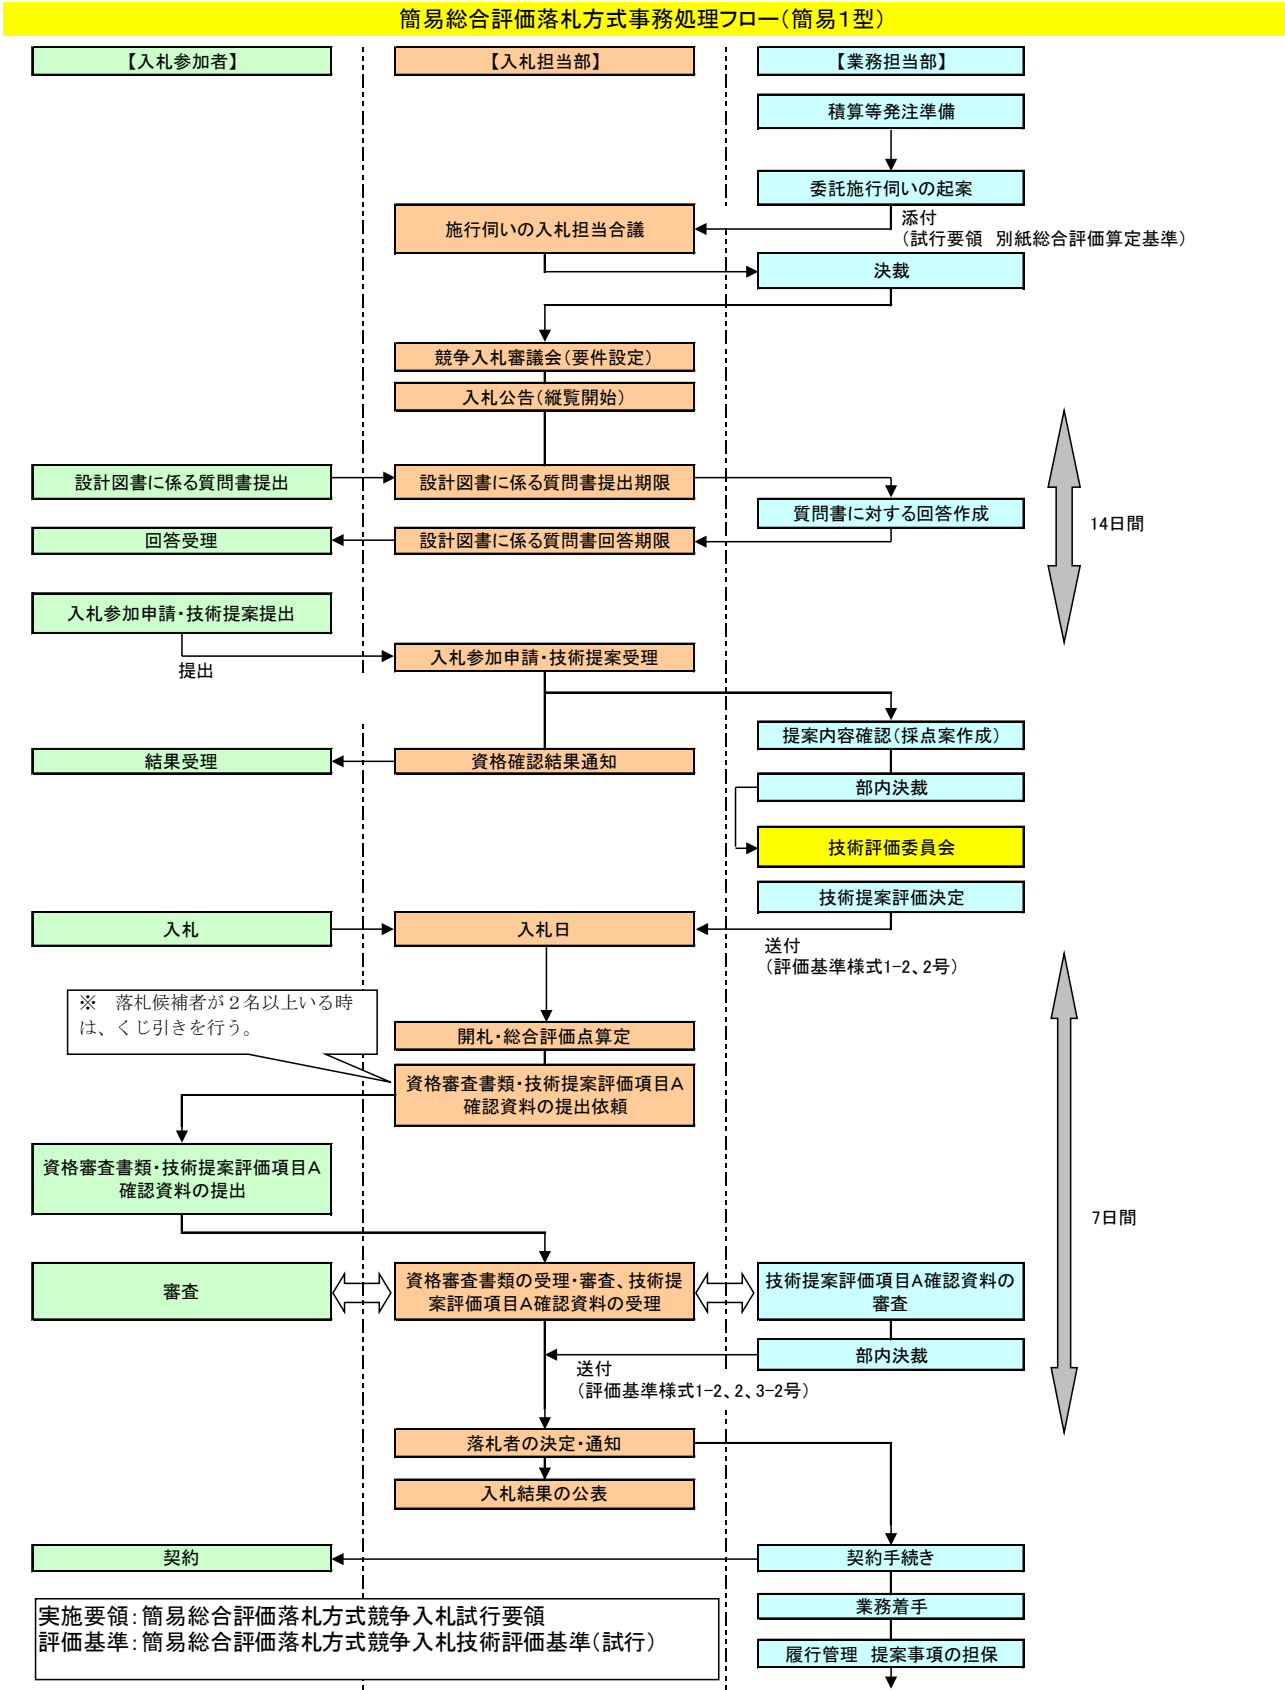 簡易総合評価落札方式事務処理フロー(簡易１型)
【入札参加者】
【入札担当部】
【業務担当部】
積算等発注準備
委託施行伺いの起案
添付
(試行要領　別紙総合評価算定基準)
施行伺いの入札担当合議
決裁
競争入札審議会(要件設定)
入札公告(縦覧開始)
設計図書に係る質問書提出
設計図書に係る質問書提出期限
質問書に対する回答作成
14日間
回答受理
設計図書に係る質問書回答期限
入札参加申請・技術提案提出
提出
入札参加申請・技術提案受理
提案内容確認(採点案作成)
結果受理
資格確認結果通知
部内決裁
技術評価委員会
技術提案評価決定
入札
入札日
送付
(評価基準様式1-2、2号)
※　落札候補者が２名以上いる時
は、くじ引きを行う。
開札・総合評価点算定
資格審査書類・技術提案評価項目A
確認資料の提出依頼
資格審査書類・技術提案評価項目A
確認資料の提出
7日間
審査
資格審査書類の受理・審査、技術提
案評価項目A確認資料の受理
技術提案評価項目A確認資料の
審査
部内決裁
送付
(評価基準様式1-2、2、3-2号)
落札者の決定・通知
入札結果の公表
契約
契約手続き
業務着手
実施要領：簡易総合評価落札方式競争入札試行要領
評価基準：簡易総合評価落札方式競争入札技術評価基準(試行)
履行管理　提案事項の担保